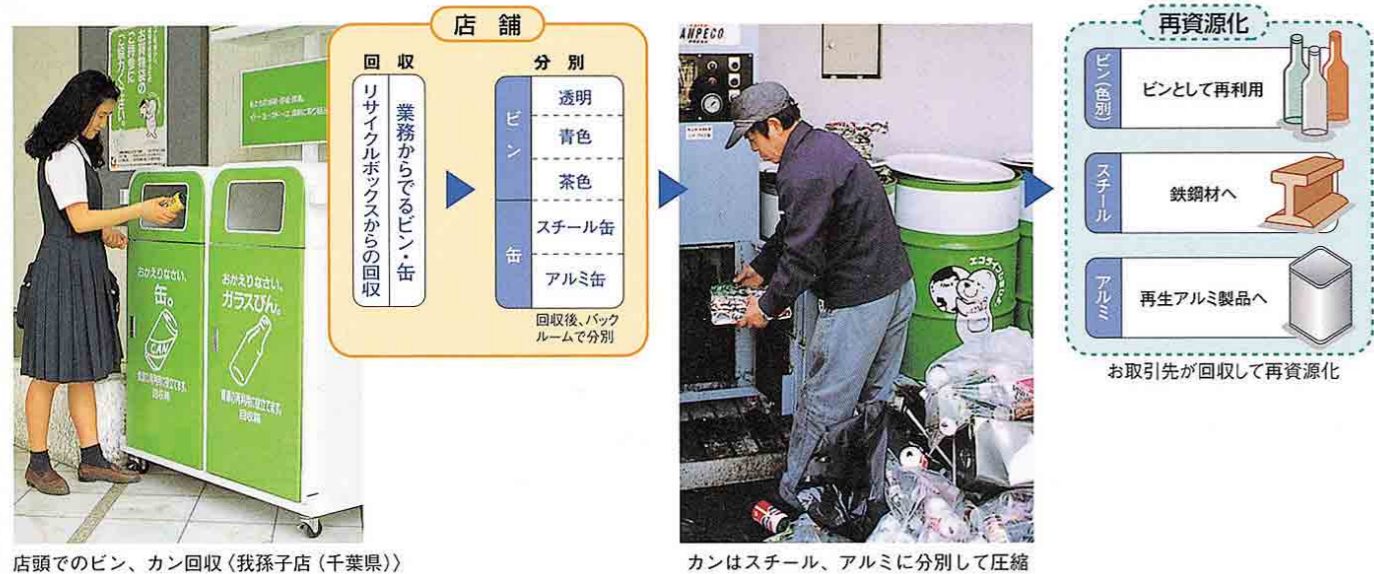 店舗
回収
リサイクルボックスからの回収
業務からでるビン・缶
分別
ビン
透明
青色
茶色
缶
スチール缶
アルミ缶
回収後、バック
ルームで分別
おかえりなさい、
缶。
CAN
回収箱
おかえりなさい。
ガラスびん。
回収箱
店頭でのビン、カン回収〈我孫子店（千葉県）〉
カンはスチール、アルミに分別して圧縮
再資源化
ビン（色別）
ビンとして再利用
スチール
鉄鋼材へ
アルミ
再生アルミ製品へ
お取引先が回収して再資源化